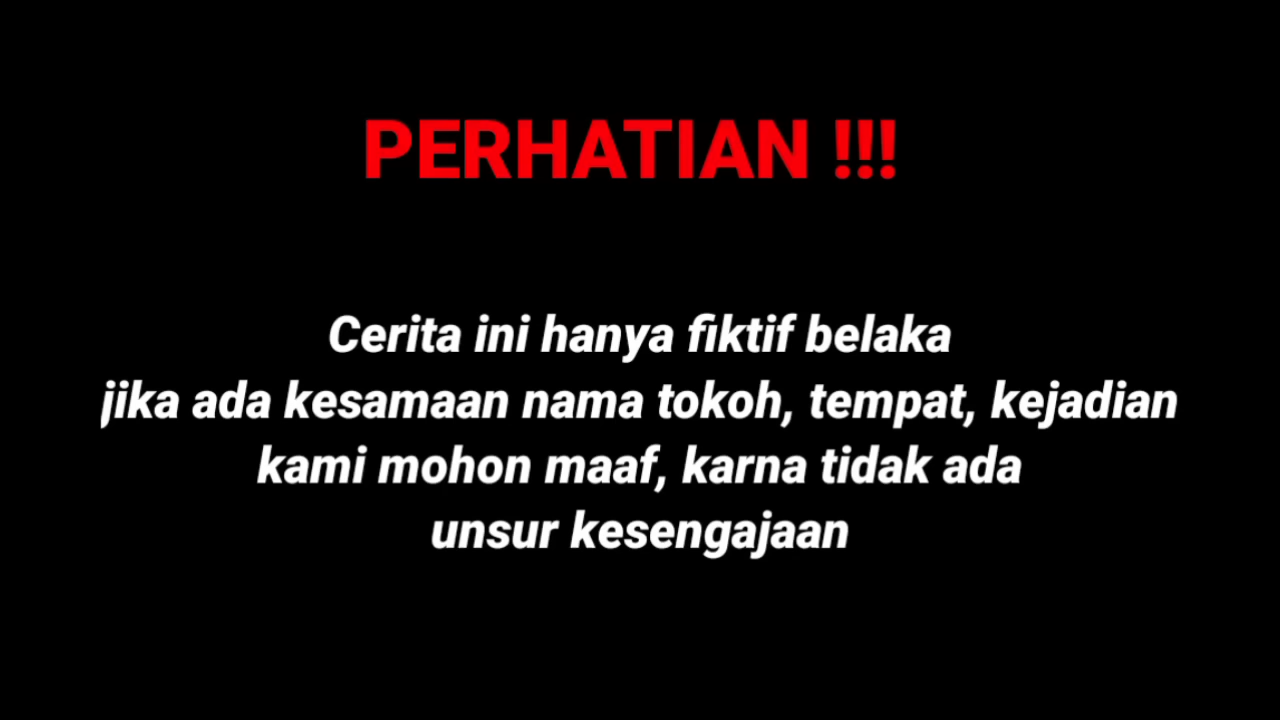 PERHATIAN !!!
Cerita ini hanya fiktif belaka
jika ada kesamaan nama tokoh, tempat, kejadian
kami mohon maaf, karna tidak ada
unsur kesengajaan